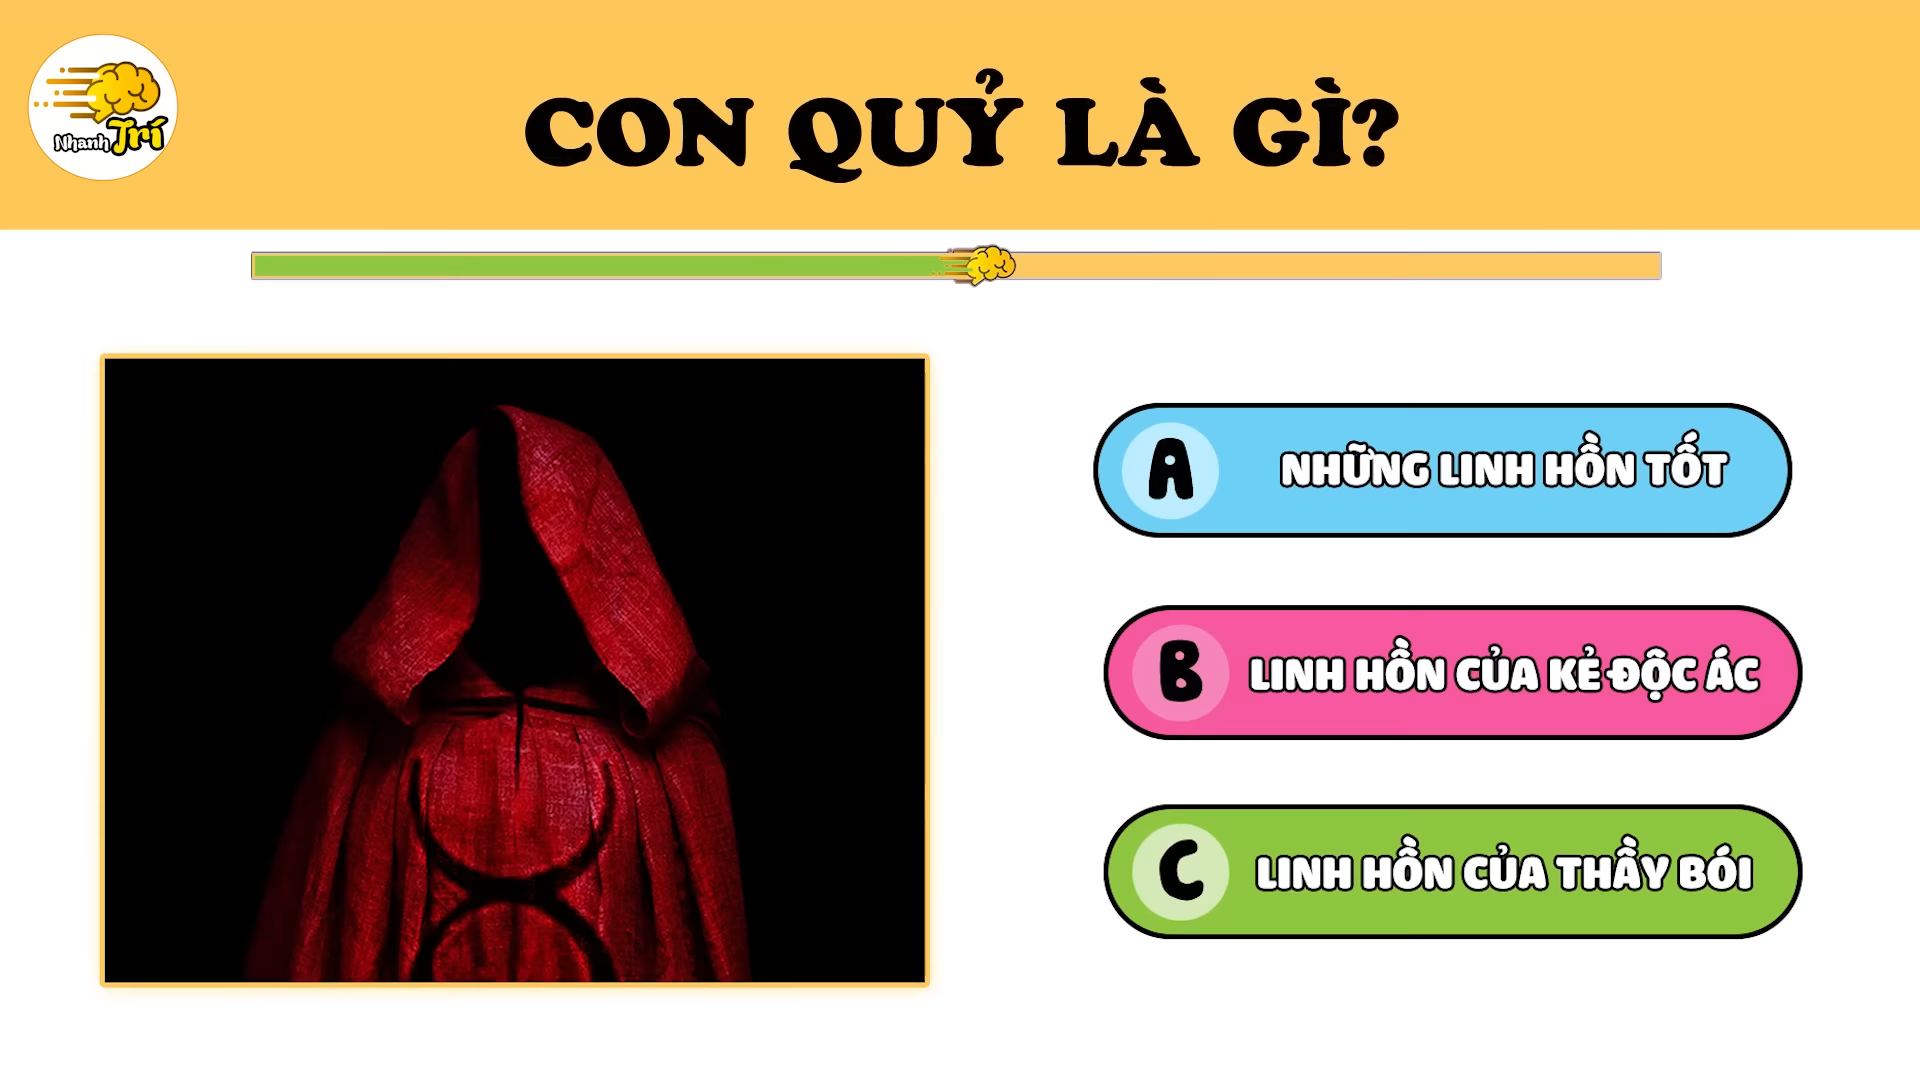 Nhanh Trí
CON QUỶ LÀ GÌ?
A NHỮNG LINH HỒN TỐT
B LINH HỒN CỦA KẺ ĐỘC ÁC
C LINH HỒN CỦA THẦY BÓI